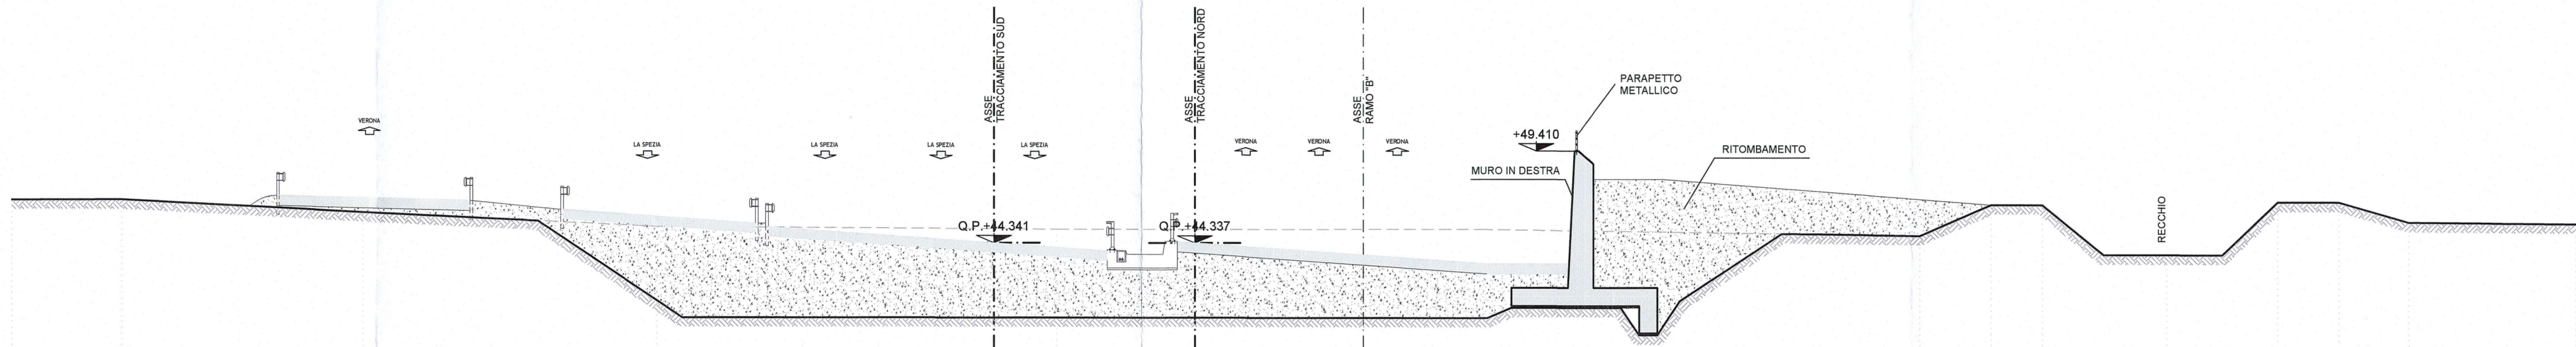 ASSE
TRACCIAMENTO SUD
ASSE
TRACCIAMENTO NORD
ASSE
RAMO "B"
PARAPETTO
METALLICO
VERONA
+49.410
LA SPEZIA
LA SPEZIA
LA SPEZIA
LA SPEZIA
VERONA
VERONA
VERONA
RITOMBAMENTO
MURO IN DESTRA
Q.P.+44.341
Q.P.+44.337
RECCHIO